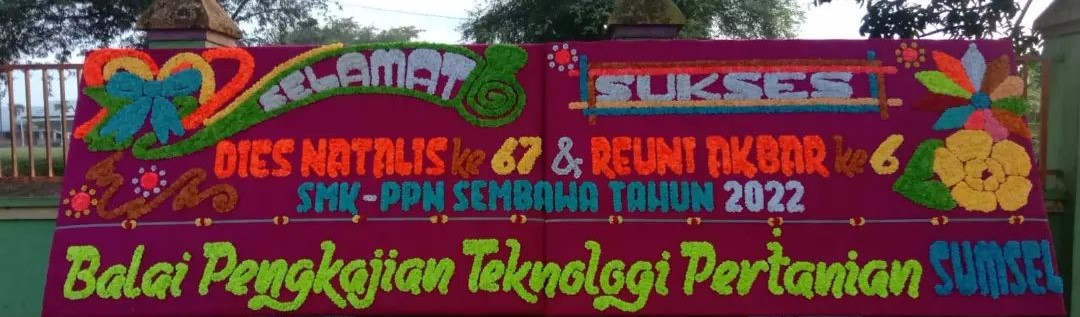 SELAMAT SUKSES
DIES NATALIS ke 67 & REUNI AKBAR ke 6
SMK-PPN SEMBAWA TAHUN 2022
Balai Pengkajian Teknologi Pertanian SUMSEL